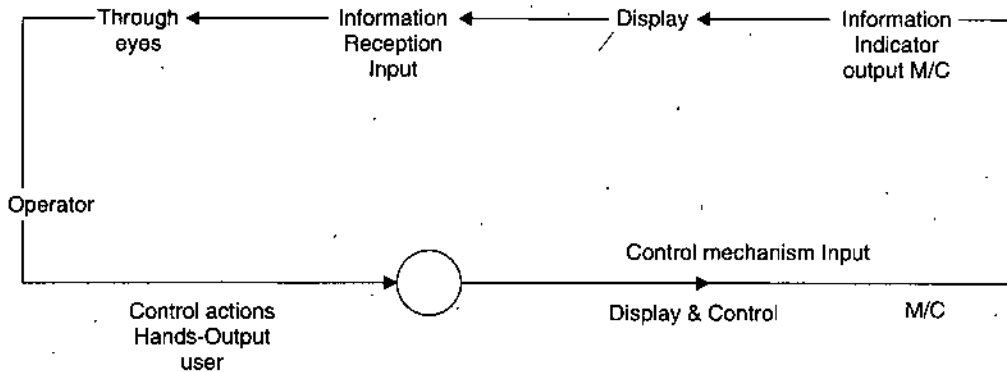 Through
eyes
Information
Reception
Input
Display
Information
Indicator
output M/C
Operator
Control mechanism Input
Control actions
Hands-Output
user
Display & Control
M/C